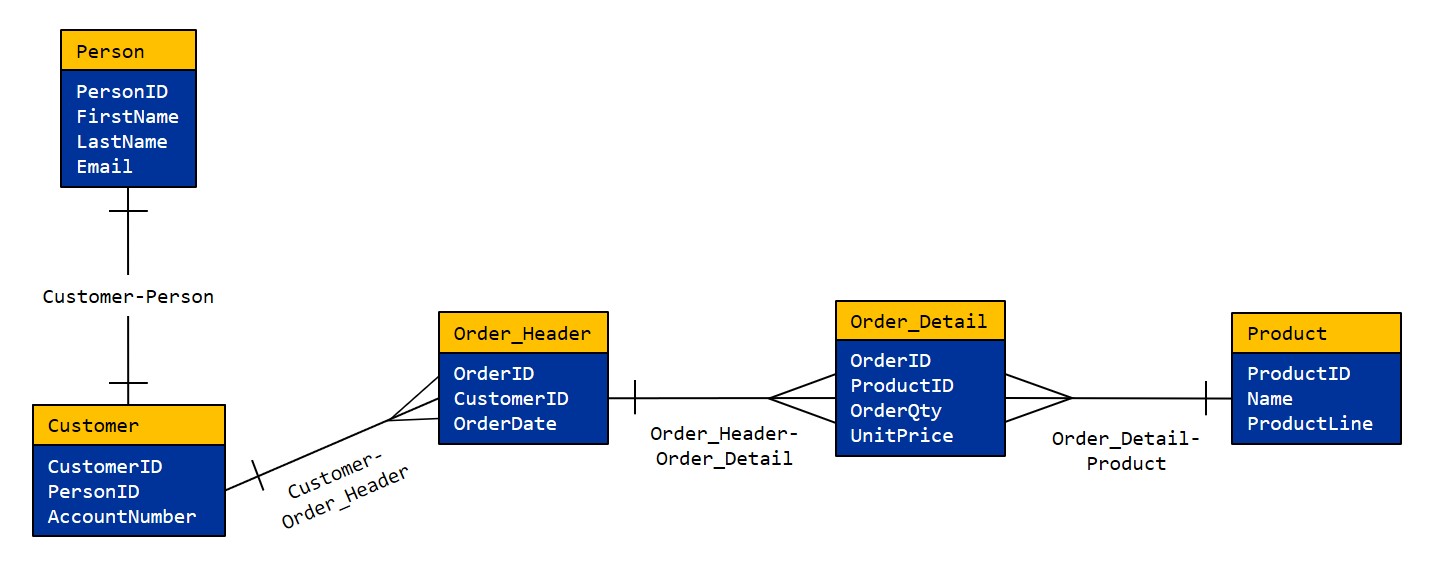 Person
PersonID
FirstName
LastName
Email
Customer-Person
Customer
CustomerID
PersonID
AccountNumber
Customer-
Order_Header
Order_Header
OrderID
CustomerID
OrderDate
Order_Header-
Order_Detail
Order_Detail
OrderID
ProductID
OrderQty
UnitPrice
Order_Detail-
Product
Product
ProductID
Name
ProductLine